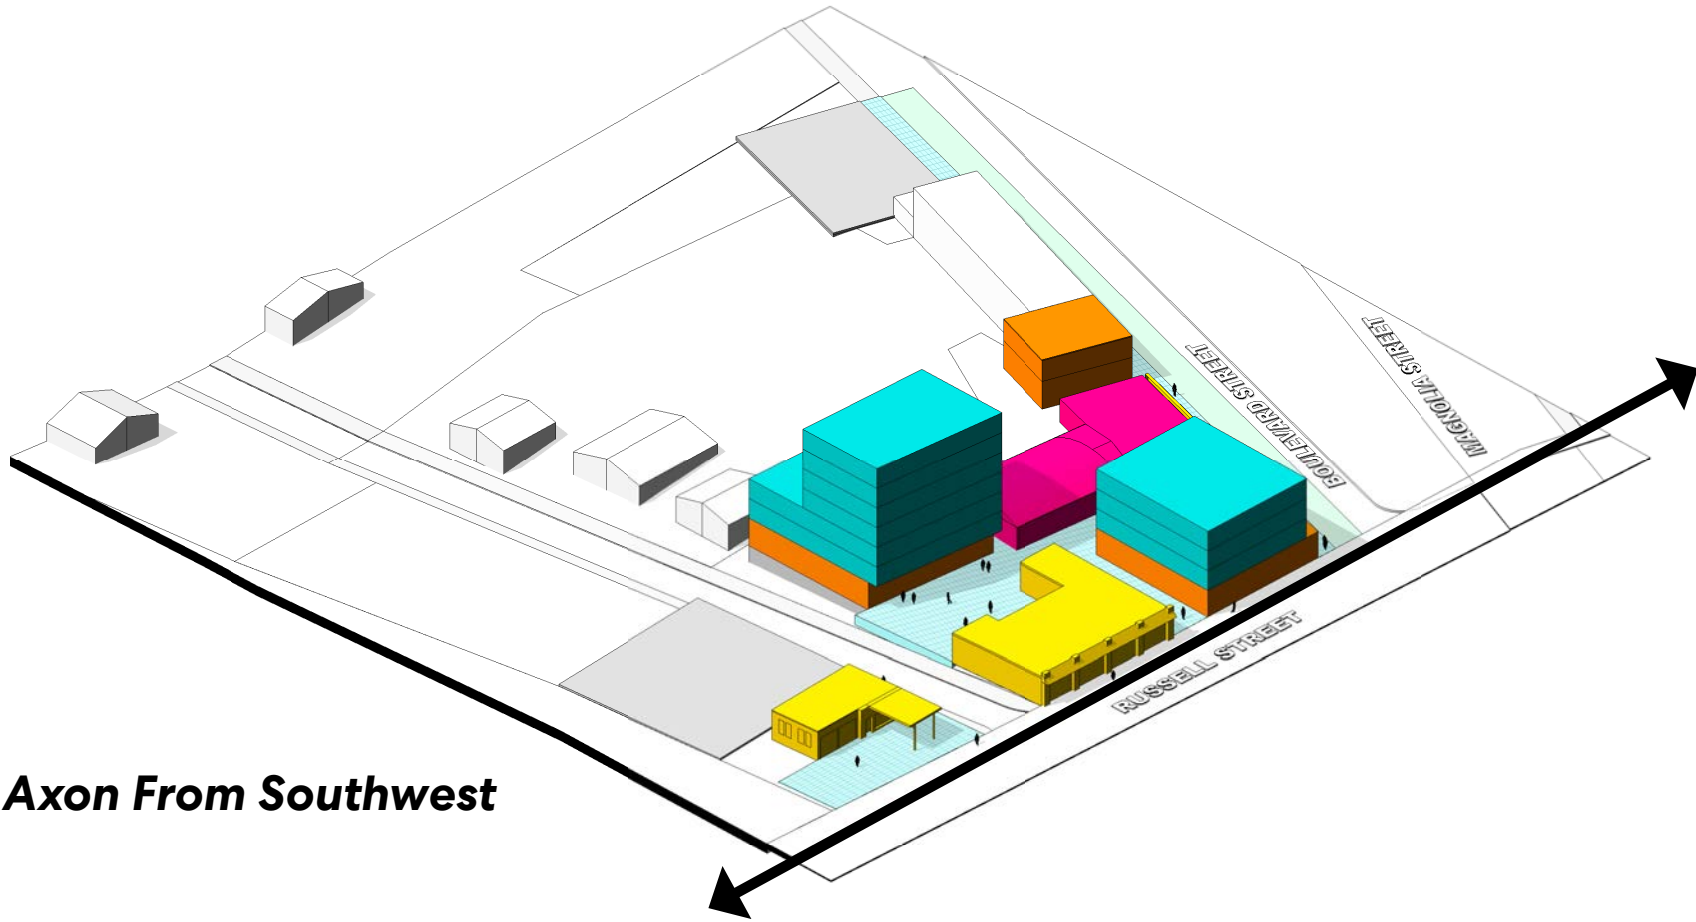 MAGNOLIA STREET
BOULEVARD STREET
RUSSELL STREET
Axon From Southwest